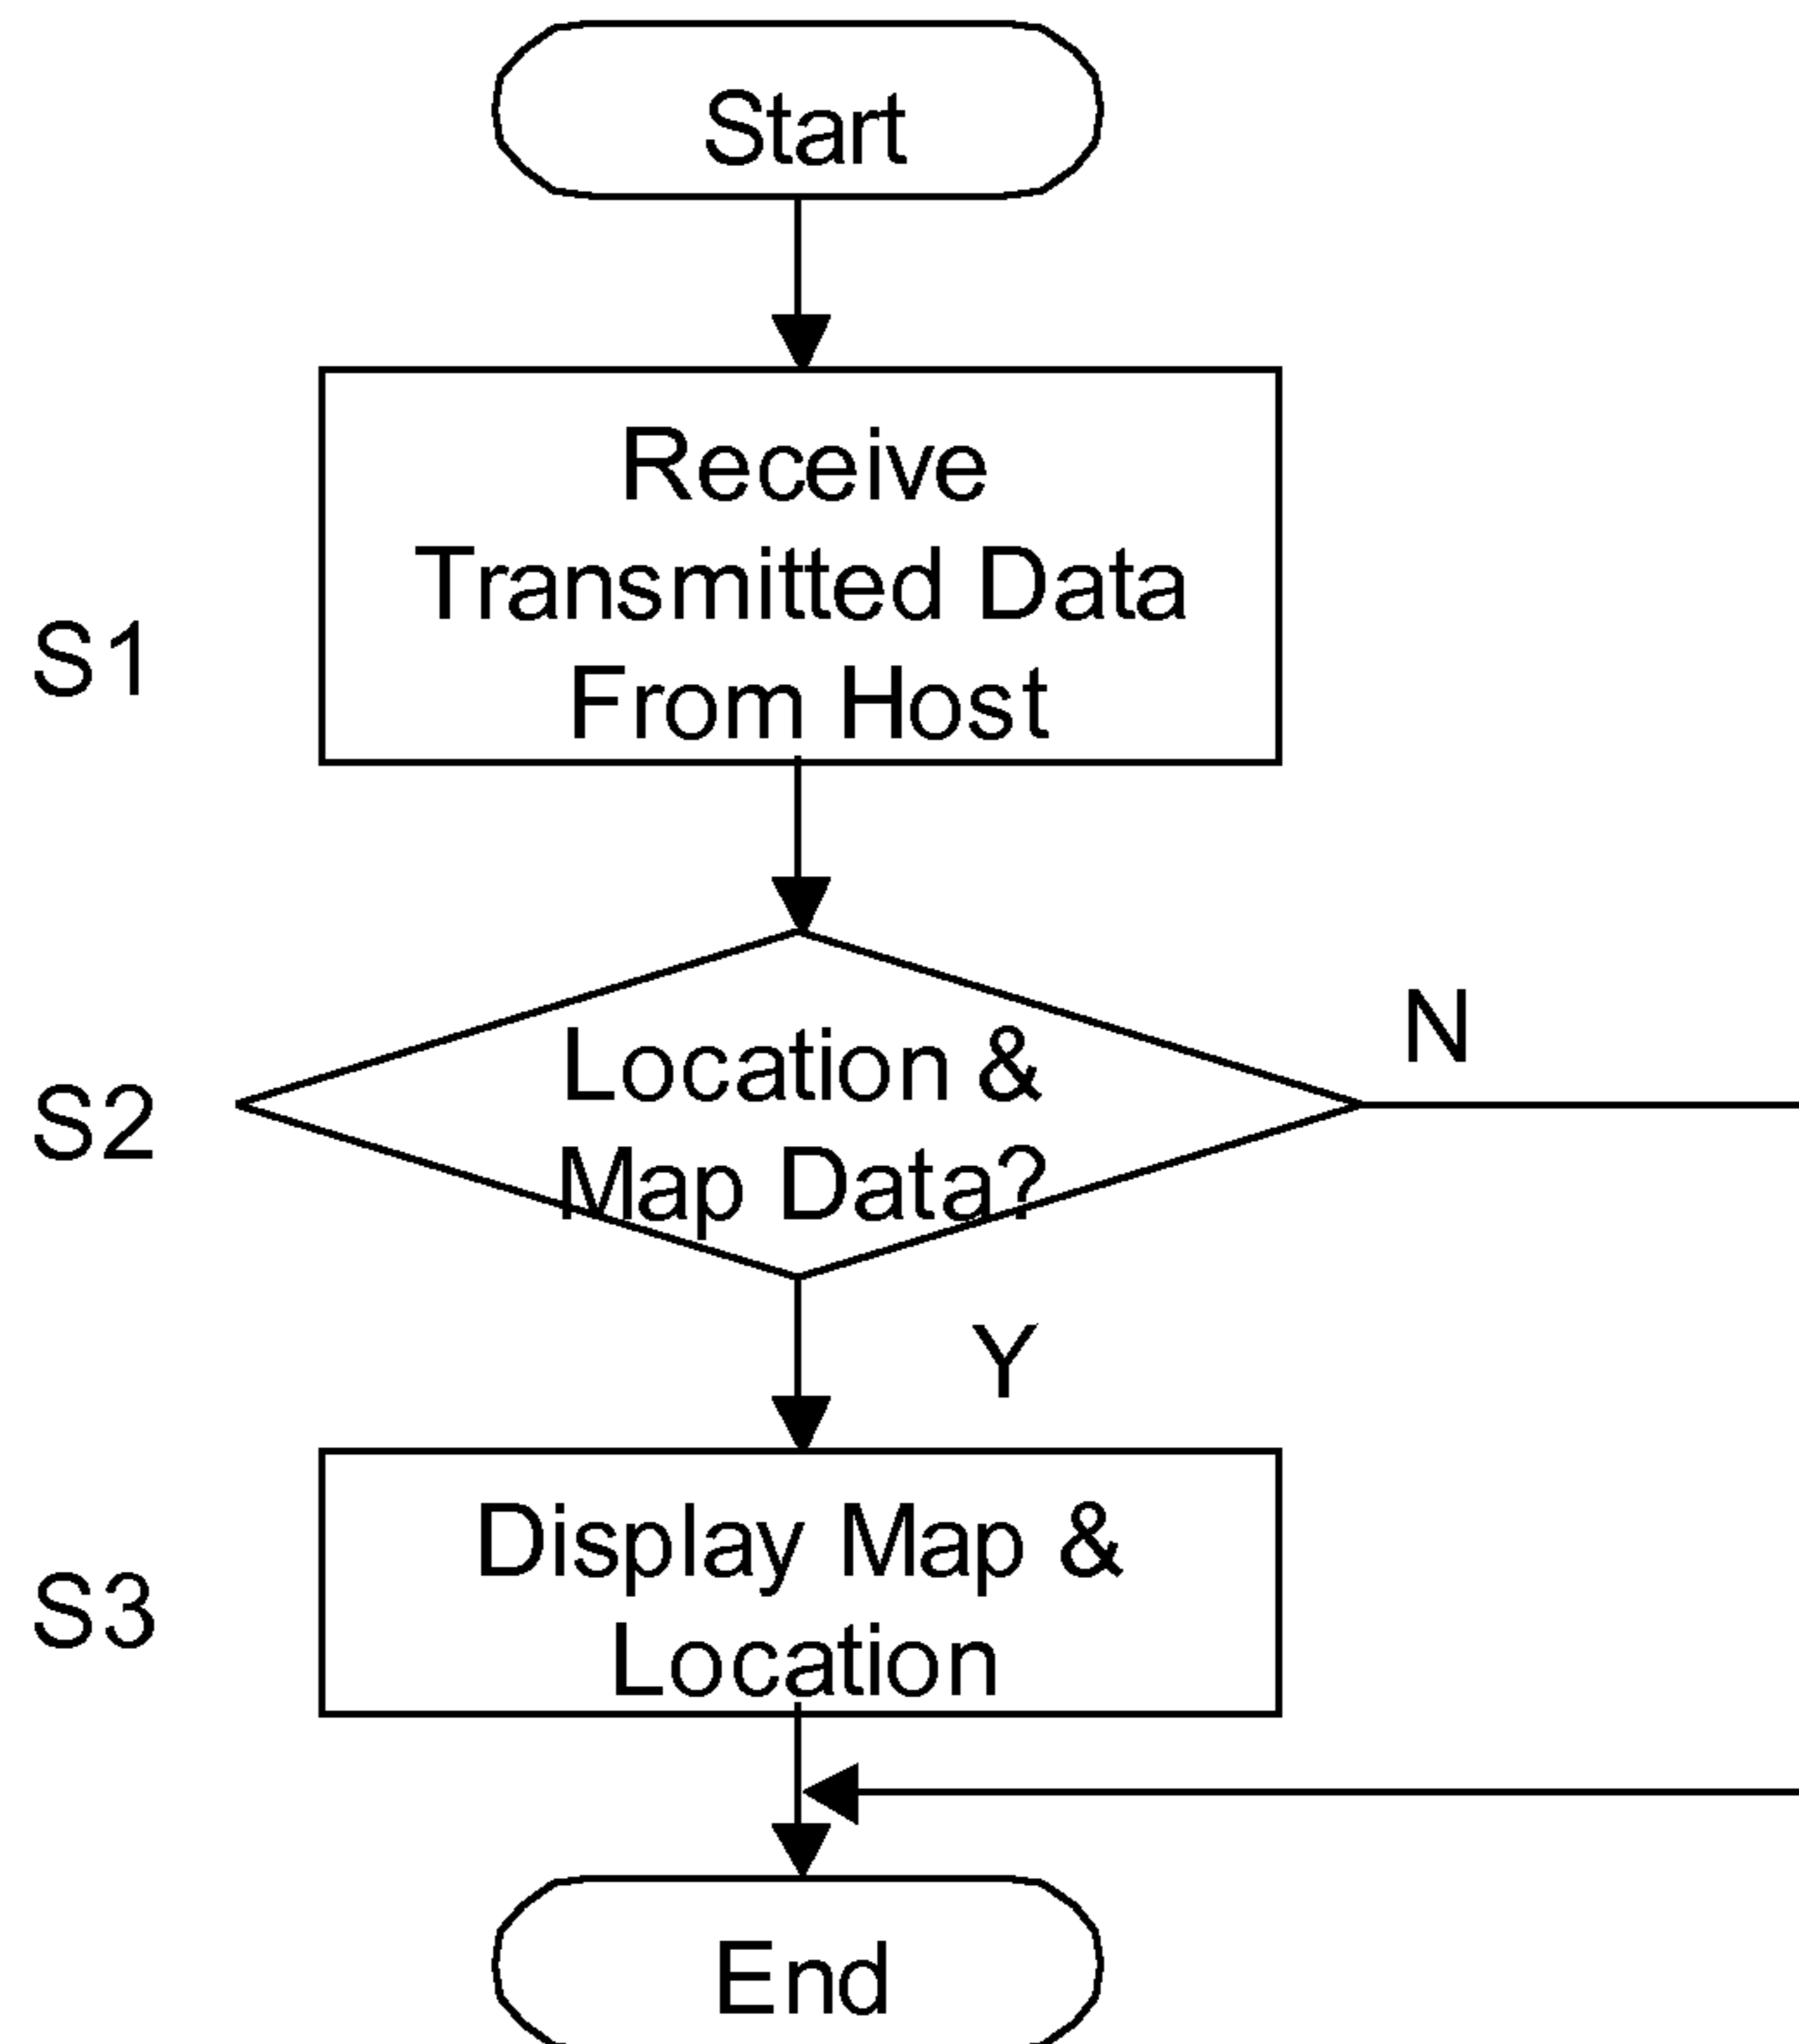 Start
Receive
Transmitted Data
From Host
S1
Location &
Map Data?
N
S2
Y
Display Map &
Location
S3
End